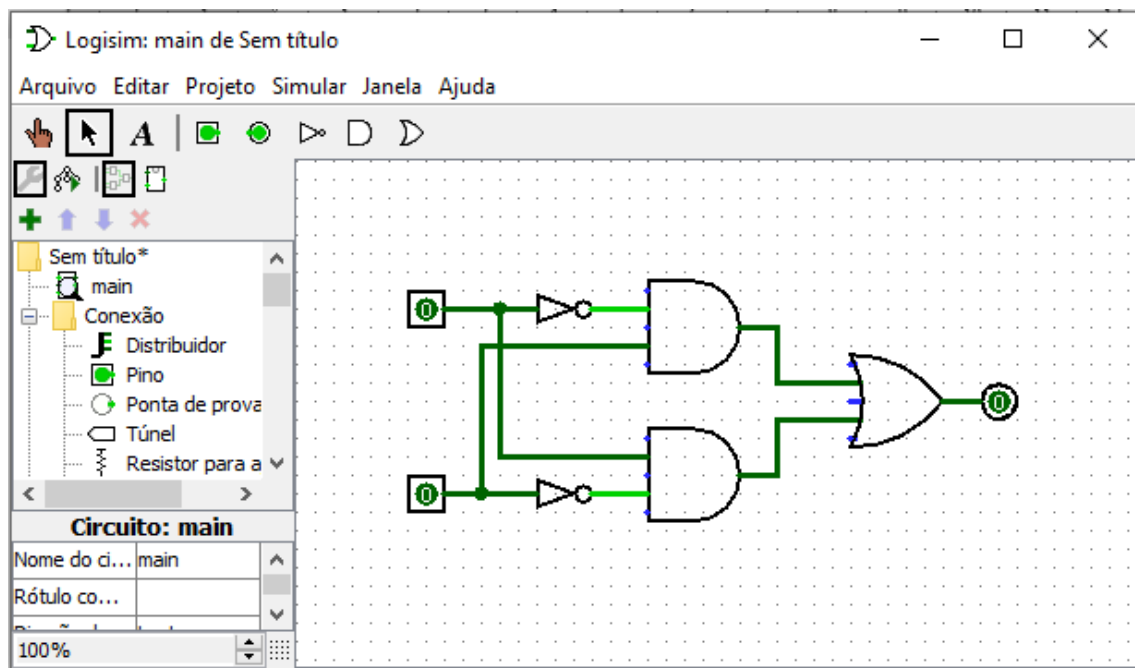 Logisim: main de Sem título
Arquivo Editar Projeto Simular Janela Ajuda
A
Sem título*
main
Conexão
Distribuidor
Pino
Ponta de prova
Túnel
Resistor para a
Circuito: main
Nome do ci... main
Rótulo co...
100%
0
0
0